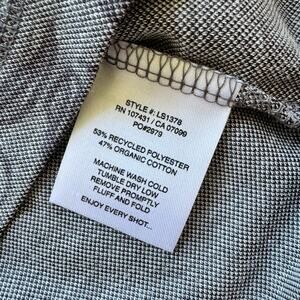 STYLE #: LS1378
RN 107431 / CA 07099
PO#2979
53% RECYCLED POLYESTER
47% ORGANIC COTTON
MACHINE WASH COLD
TUMBLE DRY LOW
REMOVE PROMPTLY
FLUFF AND FOLD
ENJOY EVERY SHOT...